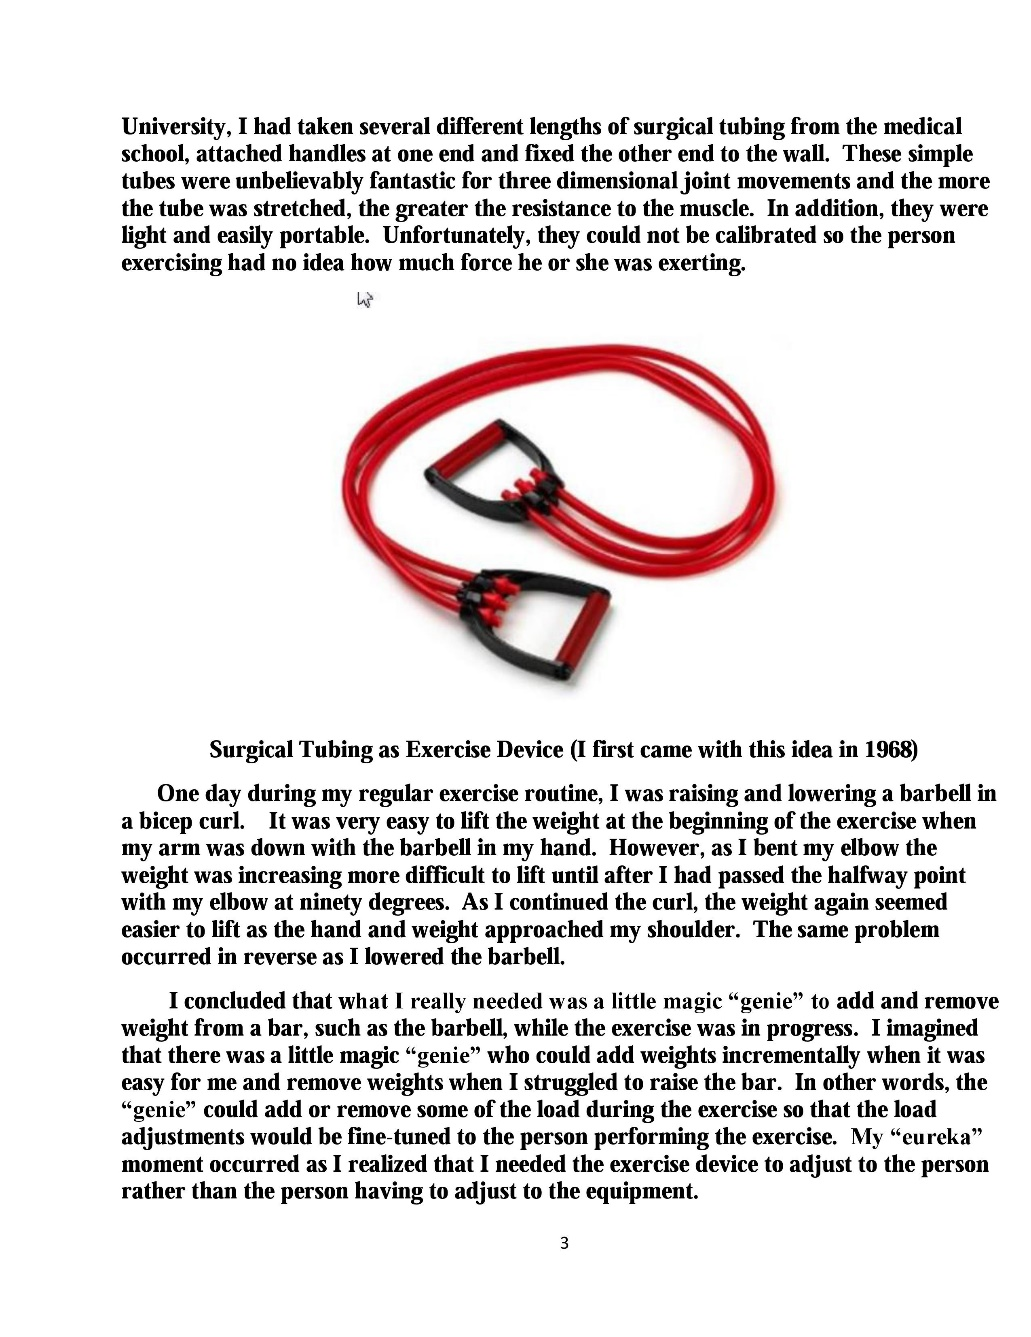 University, I had taken several different lengths of surgical tubing from the medical
school, attached handles at one end and fixed the other end to the wall.  These simple
tubes were unbelievably fantastic for three dimensional joint movements and the more
the tube was stretched, the greater the resistance to the muscle.  In addition, they were
light and easily portable.  Unfortunately, they could not be calibrated so the person
exercising had no idea how much force he or she was exerting.
Surgical Tubing as Exercise Device (I first came with this idea in 1968)
One day during my regular exercise routine, I was raising and lowering a barbell in
a bicep curl.    It was very easy to lift the weight at the beginning of the exercise when
my arm was down with the barbell in my hand.  However, as I bent my elbow the
weight was increasing more difficult to lift until after I had passed the halfway point
with my elbow at ninety degrees.  As I continued the curl, the weight again seemed
easier to lift as the hand and weight approached my shoulder.  The same problem
occurred in reverse as I lowered the barbell.
I concluded that what I really needed was a little magic “genie” to add and remove
weight from a bar, such as the barbell, while the exercise was in progress.  I imagined
that there was a little magic “genie” who could add weights incrementally when it was
easy for me and remove weights when I struggled to raise the bar.  In other words, the
“genie” could add or remove some of the load during the exercise so that the load
adjustments would be fine-tuned to the person performing the exercise.  My “eureka”
moment occurred as I realized that I needed the exercise device to adjust to the person
rather than the person having to adjust to the equipment.
3